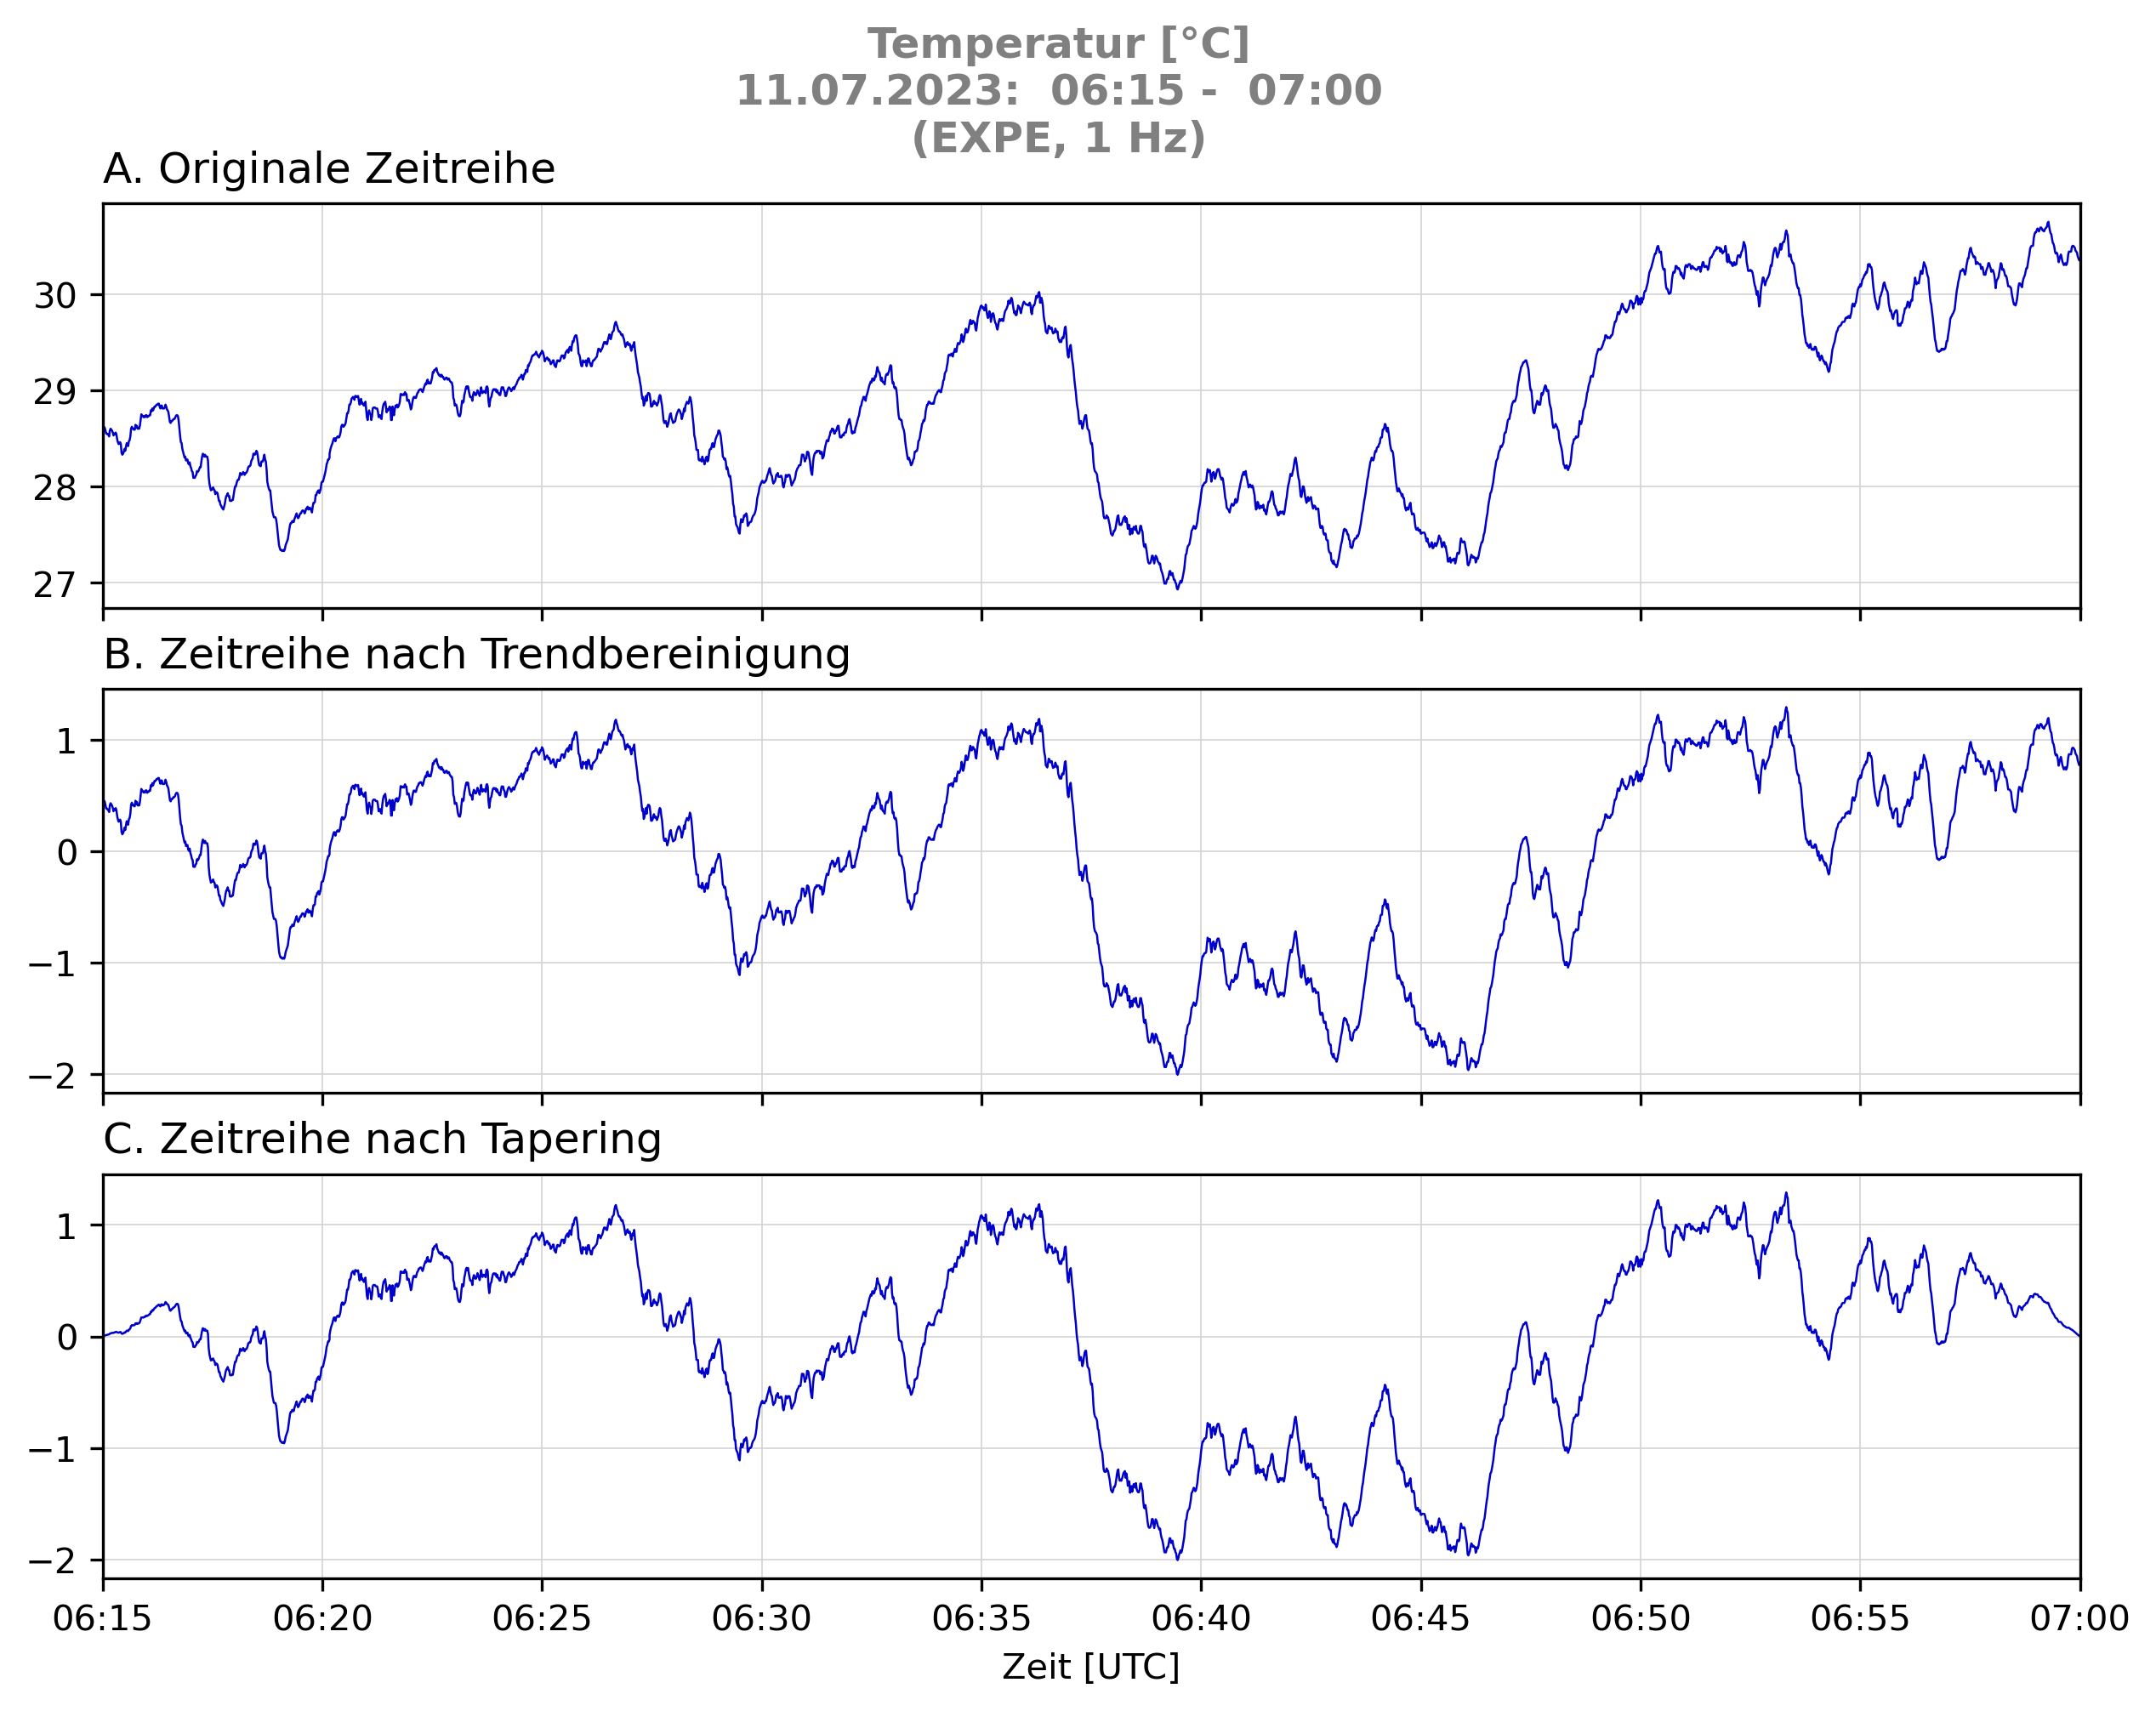 Temperatur [°C]
11.07.2023:  06:15 -  07:00
(EXPE, 1 Hz)
A. Originale Zeitreihe
30
29
28
27
B. Zeitreihe nach Trendbereinigung
1
0
−1
−2
C. Zeitreihe nach Tapering
1
0
−1
−2
06:15 06:20 06:25 06:30 06:35 06:40 06:45 06:50 06:55 07:00
Zeit [UTC]